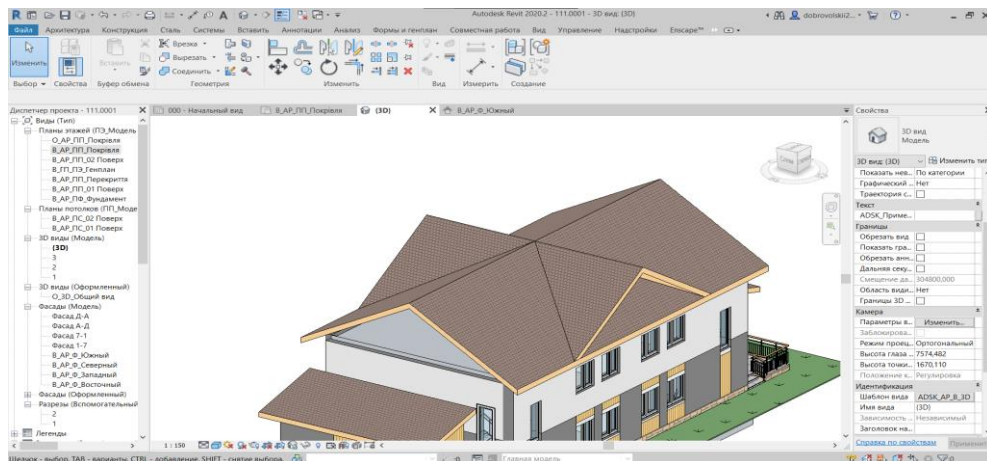 Autodesk Revit 2020.2 - 111.0001 - 3D вид: {3D}
dobrovolskii2...
Файл Архитектура Конструкция Сталь Системы Вставить Аннотации Анализ Формы и генплан Совместная работа Вид Управление Надстройки Enscape™
Изменить
Вставить
Врезка
Вырезать
Соединить
Выбор Свойства Буфер обмена Геометрия Изменить Вид Измерить Создание
Диспетчер проекта - 111.0001
000 - Начальный вид
В_АР_ПП_Покрівля
{3D}
В_АР_Ф_Южный
Виды (Тип)
Планы этажей (ПЭ_Модель
О_АР_ПП_Покрівля
В_АР_ПП_Покрівля
В_АР_ПП_02 Поверх
В_ГП_ПЭ_Генплан
В_АР_ПП_Перекриття
В_АР_ПП_01 Поверх
В_АР_ПФ_Фундамент
Планы потолков (ПП_Моде
В_АР_ПС_02 Поверх
В_АР_ПС_01 Поверх
3D виды (Модель)
{3D}
3
2
1
3D виды (Оформленный)
О_3D_Общий вид
Фасады (Модель)
Фасад Д-А
Фасад А-Д
Фасад 7-1
Фасад 1-7
В_АР_Ф_Южный
В_АР_Ф_Северный
В_АР_Ф_Западный
В_АР_Ф_Восточный
Фасады (Оформленный)
Разрезы (Вспомогательный
2
1
Легенды
1 : 150
Свойства
3D вид
Модель
3D вид: {3D}
Изменить тип
Показать нев... По категории
Графический ... Нет
Траектория с...
Текст
ADSK_Приме...
Границы
Обрезать вид
Показать гра...
Обрезать анн...
Дальняя секу...
Смещение да... 304800,000
Область види... Нет
Границы 3D ...
Камера
Параметры в... Изменить...
Заблокирова...
Режим проец... Ортогональный
Высота глаза ... 7574,482
Высота точки... 1670,110
Положение к... Регулировка
Идентификация
Шаблон вида ADSK_АР_В_3D
Имя вида {3D}
Зависимость ... Независимый
Заголовок на...
Справка по свойствам
Применить
Щелчок - выбор, TAB - варианты, CTRL - добавление, SHIFT - снятие выбора.
:0
Главная модель
:0